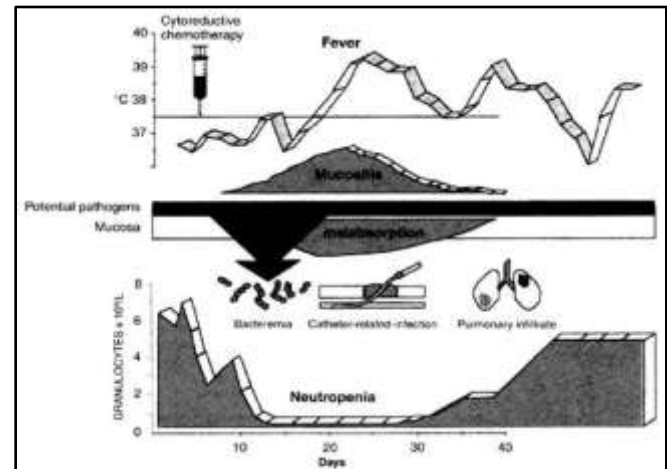 Cytoreductive
chemotherapy
Fever
40
39
°C
38
37
Mucositis
Potential pathogens
Mucosa
malabsorption
8
6
4
2
0
GRANULOCYTES x 10⁹/L
Bacteremia
Catheter-related-infection
Pulmonary infiltrate
Neutropenia
10
20
30
40
Days